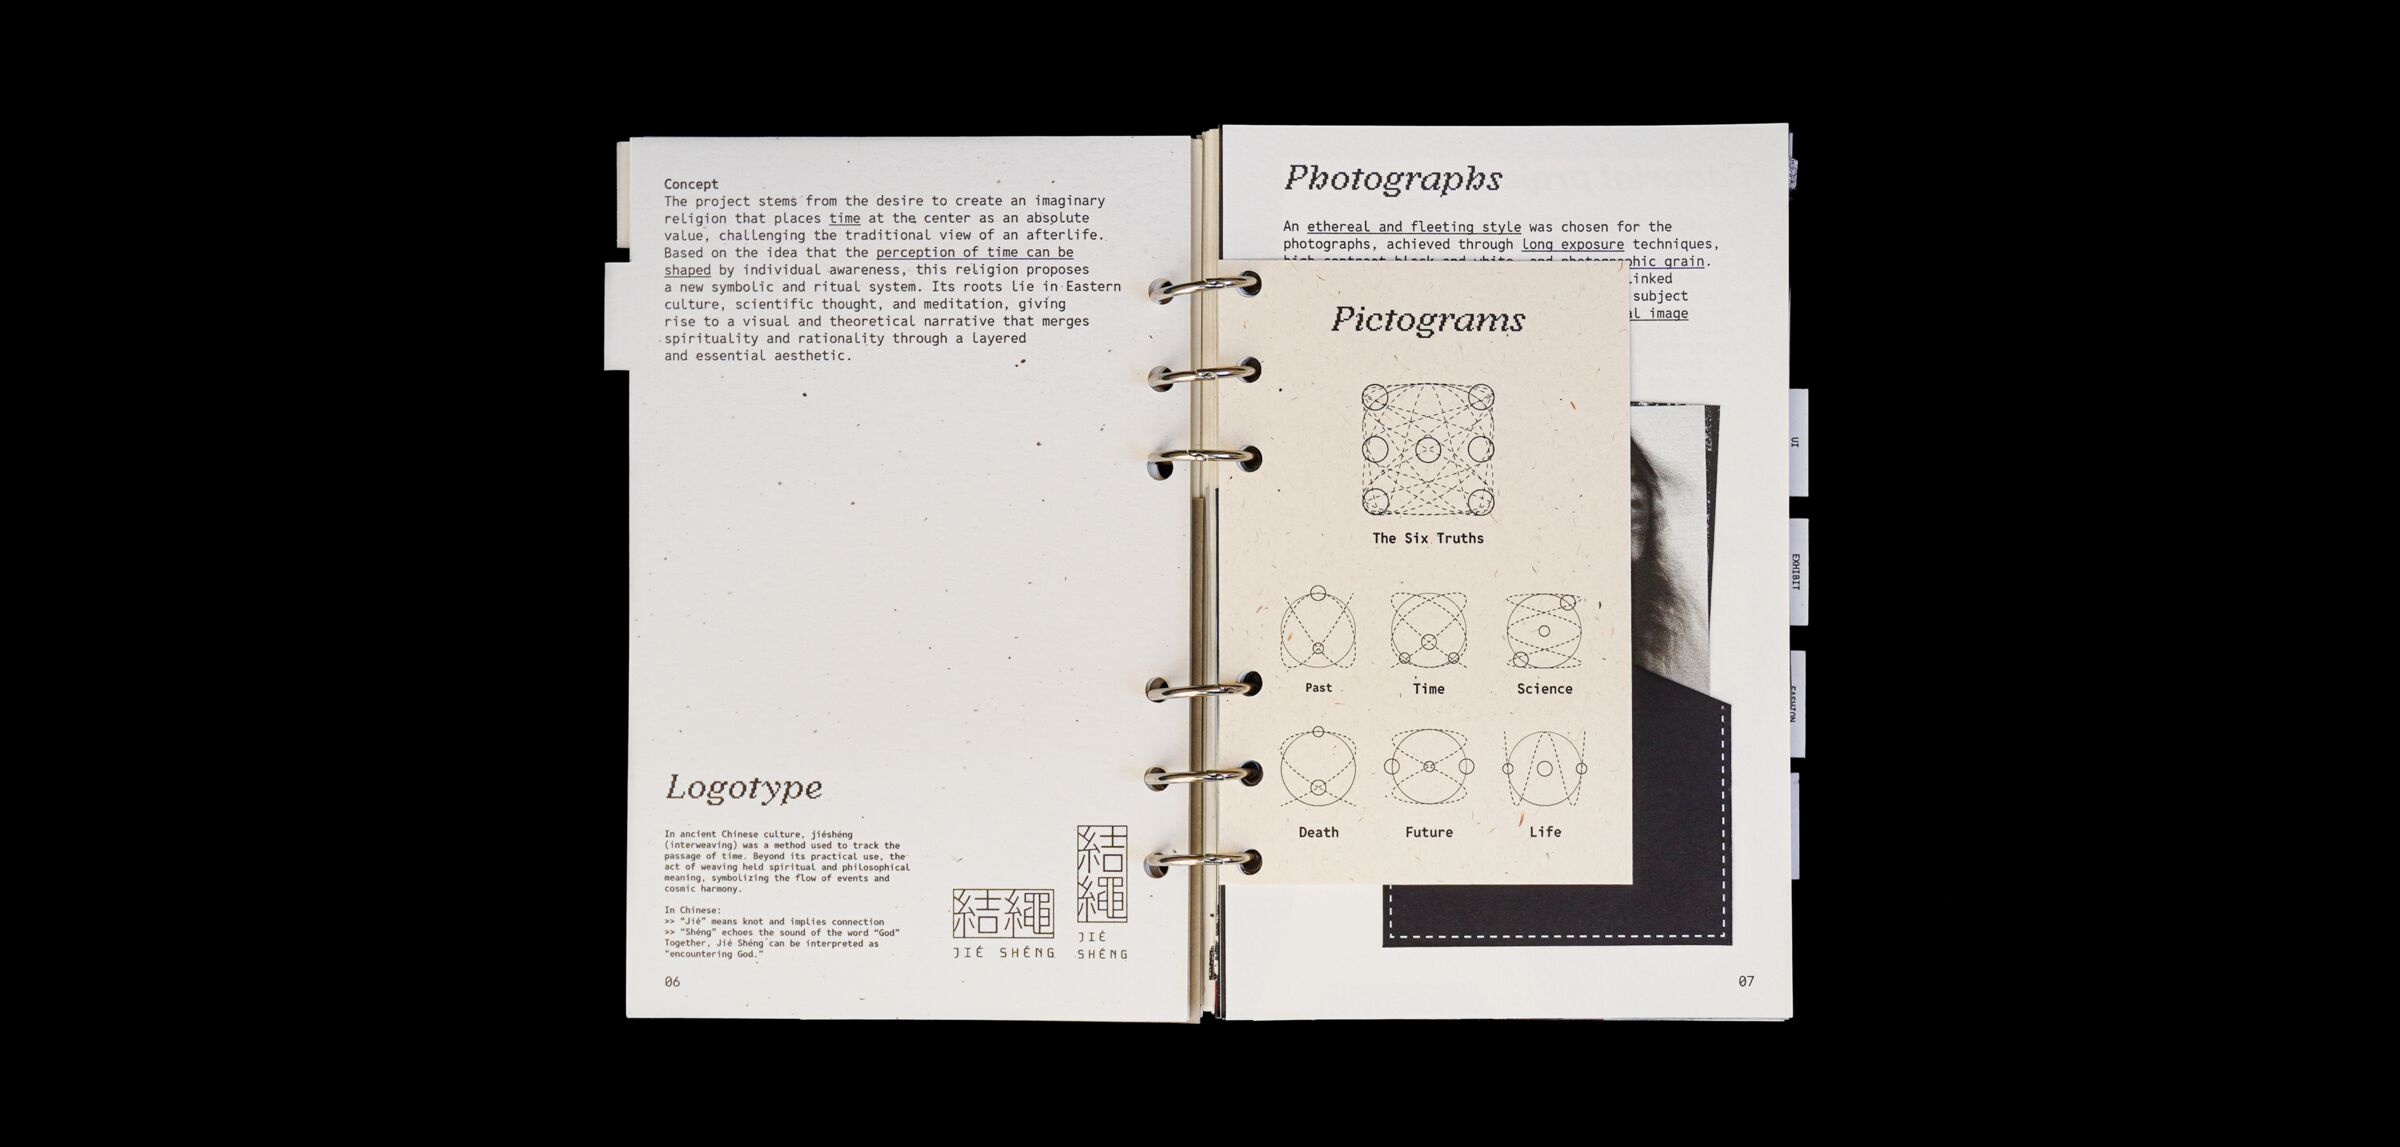 Concept
The project stems from the desire to create an imaginary
religion that places time at the center as an absolute
value, challenging the traditional view of an afterlife.
Based on the idea that the perception of time can be
shaped by individual awareness, this religion proposes
a new symbolic and ritual system. Its roots lie in Eastern
culture, scientific thought, and meditation, giving
rise to a visual and theoretical narrative that merges
spirituality and rationality through a layered
and essential aesthetic.
Logotype
In ancient Chinese culture, jiéshéng
(interweaving) was a method used to track the
passage of time. Beyond its practical use, the
act of weaving held spiritual and philosophical
meaning, symbolizing the flow of events and
cosmic harmony.
In Chinese:
>> “Jié” means knot and implies connection
>> “Shéng” echoes the sound of the word “God”
Together, Jié Shéng can be interpreted as
“encountering God.”
結繩
JIÉ SHÉNG
結
繩
JIÉ
SHÉNG
06
Photographs
An ethereal and fleeting style was chosen for the
photographs, achieved through long exposure techniques,
high contrast black and white, and photographic grain.
linked
subject
image
Pictograms
The Six Truths
Past
Time
Science
Death
Future
Life
07
UI
EXHIBIT
FASHION